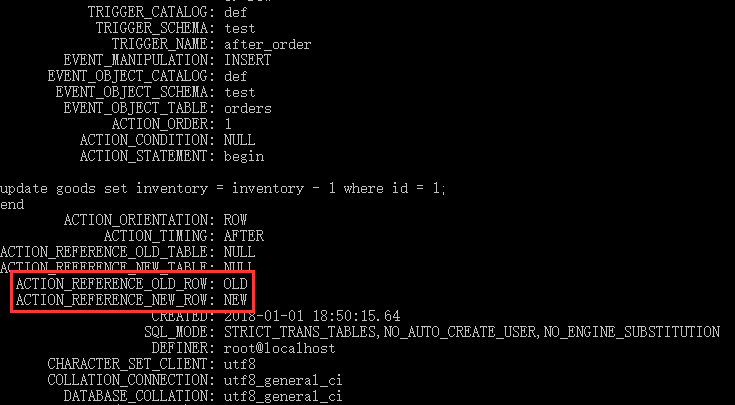 TRIGGER_CATALOG: def
TRIGGER_SCHEMA: test
TRIGGER_NAME: after_order
EVENT_MANIPULATION: INSERT
EVENT_OBJECT_CATALOG: def
EVENT_OBJECT_SCHEMA: test
EVENT_OBJECT_TABLE: orders
ACTION_ORDER: 1
ACTION_CONDITION: NULL
ACTION_STATEMENT: begin
update goods set inventory = inventory - 1 where id = 1;
end
ACTION_ORIENTATION: ROW
ACTION_TIMING: AFTER
ACTION_REFERENCE_OLD_TABLE: NULL
ACTION_REFERENCE_NEW_TABLE: NULL
ACTION_REFERENCE_OLD_ROW: OLD
ACTION_REFERENCE_NEW_ROW: NEW
CREATED: 2018-01-01 18:50:15.64
SQL_MODE: STRICT_TRANS_TABLES,NO_AUTO_CREATE_USER,NO_ENGINE_SUBSTITUTION
DEFINER: root@localhost
CHARACTER_SET_CLIENT: utf8
COLLATION_CONNECTION: utf8_general_ci
DATABASE_COLLATION: utf8_general_ci